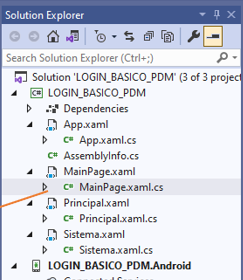 Solution Explorer
Search Solution Explorer (Ctrl+;)
Solution 'LOGIN_BASICO_PDM' (3 of 3 project
LOGIN_BASICO_PDM
Dependencies
App.xaml
App.xaml.cs
AssemblyInfo.cs
MainPage.xaml
MainPage.xaml.cs
Principal.xaml
Principal.xaml.cs
Sistema.xaml
Sistema.xaml.cs
LOGIN_BASICO_PDM.Android